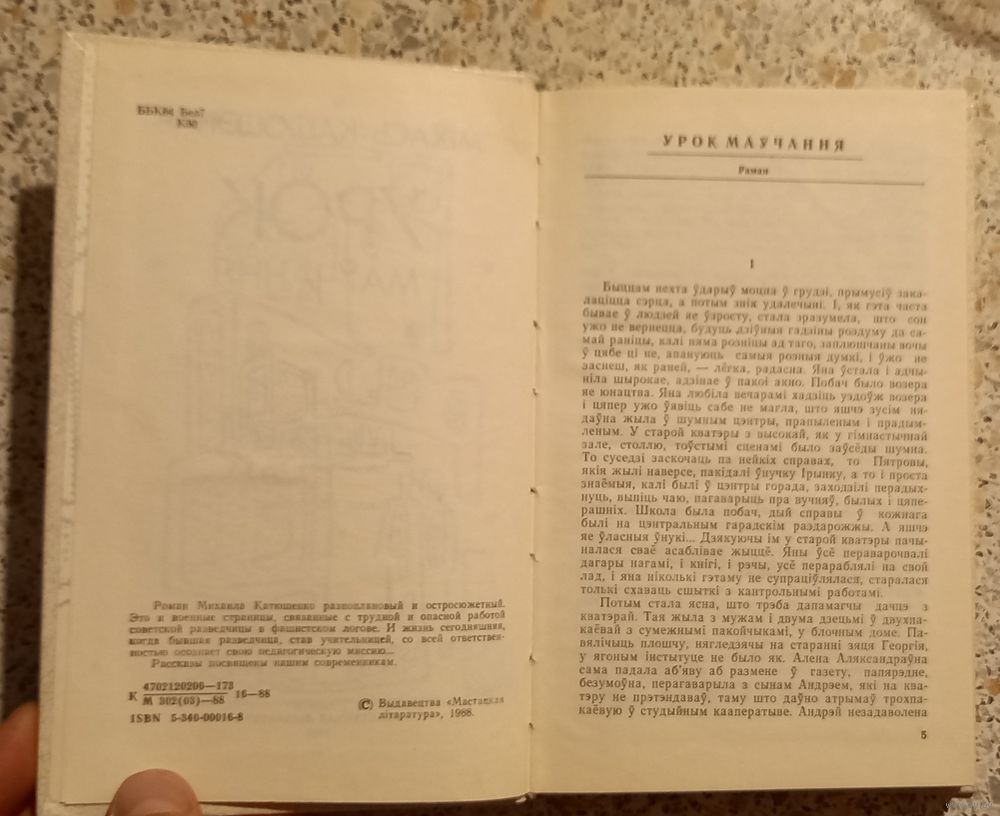 ББК84 Бел7
К30
Роман Михаила Катюшенко разноплановый и остросюжетный.
Это и военные страницы, связанные с трудной и опасной работой
советской разведчицы в фашистском логове. И жизнь сегодняшняя,
когда бывшая разведчица, став учительницей, со всей ответствен-
ностью осознает свою педагогическую миссию...
Рассказы посвящены нашим современникам.
К 4702120200—173
М 302(03)—88 16—88
ISBN 5-340-00016-8
© Выдавецтва «Мастацкая
літаратура», 1988.
УРОК МАУЧАННЯ
Раман
I
Быццам нехта ўдарыў моцна ў грудзі, прымусіў зака-
лаціцца сэрца, а потым знік удалечыні. І, як гэта часта
бывае ў людзей не ўзросту, стала зразумела, што сон
ужо не вернецца, будуць дзіўныя гадзіны роздуму да са-
май раніцы, калі няма розніцы ад таго, заплюшчаны вочы
ў цябе ці не, апануюць самыя розныя думкі, і ўжо не
заснеш, як раней, — лёгка, радасна. Яна ўстала і адчы-
ніла шырокае, адзінае ў пакоі акно. Побач было возера
яе юнацтва. Яна любіла вечарамі хадзіць уздоўж возера
і цяпер ужо ўявіць сабе не магла, што яшчэ зусім ня-
даўна жыла ў шумным цэнтры, прапыленым і прадым-
леным. У старой кватэры з высокай, як у гімнастычнай
зале, столлю, тоўстымі сценамі было заўсёды шумна.
То суседзі заскочаць па нейкіх справах, то Пятровы,
якія жылі наверсе, пакідалі ўнучку Ірынку, а то і проста
знаёмыя, калі былі ў цэнтры горада, заходзілі перадых-
нуць, выпіць чаю, пагаварыць пра вучняў, былых і цяпе-
рашніх. Школа была побач, дый справы ў кожнага
былі на цэнтральным гарадскім раздарожжы. А яшчэ
яе ўласныя ўнукі... Дзякуючы ім у старой кватэры пачы-
налася сваё асаблівае жыццё. Яны ўсё пераварочвалі
дагары нагамі, і кнігі, і рэчы, усё перараблялі на свой
лад, і яна ніколькі гэтаму не супраціўлялася, старалася
толькі схаваць сшыткі з кантрольнымі работамі.
Потым стала ясна, што трэба дапамагчы дачцэ з
кватэрай. Тая жыла з мужам і двума дзецьмі ў двухпа-
каёвай з сумежнымі пакойчыкамі, у блочным доме. Па-
вялічыць плошчу, нягледзячы на старанні зяця Георгія,
у ягоным інстытуце не было як. Алена Аляксандраўна
сама падала аб'яву аб размене ў газету, папярэдне,
безумоўна, перагаварыла з сынам Андрэем, які на ква-
тэру не прэтэндаваў, таму што даўно атрымаў трохпа-
каёвую ў студыйным кааператыве. Андрэй незадаволена
5